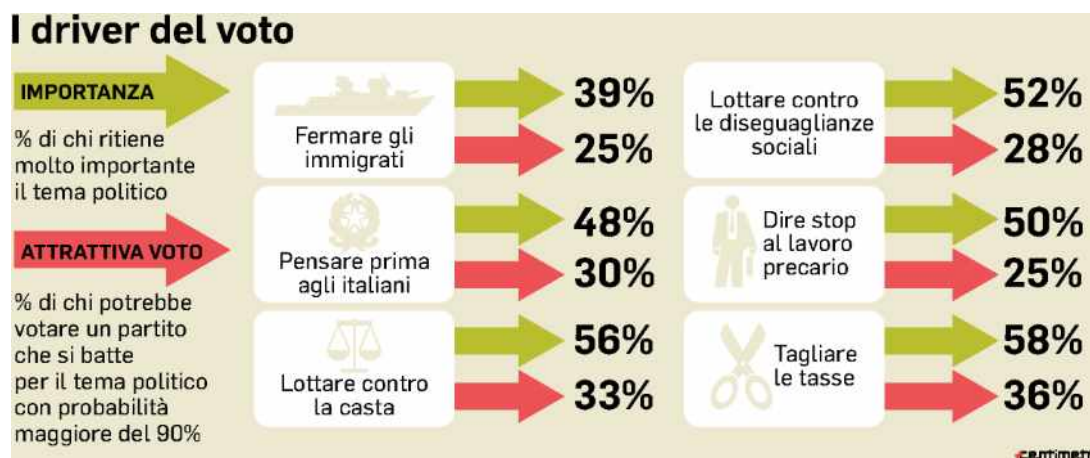 I driver del voto
IMPORTANZA
% di chi ritiene
molto importante
il tema politico
ATTRATTIVA VOTO
% di chi potrebbe
votare un partito
che si batte
per il tema politico
con probabilità
maggiore del 90%
Fermare gli
immigrati
39%
25%
Pensare prima
agli italiani
48%
30%
Lottare contro
la casta
56%
33%
Lottare contro
le diseguaglianze
sociali
52%
28%
Dire stop
al lavoro
precario
50%
25%
Tagliare
le tasse
58%
36%